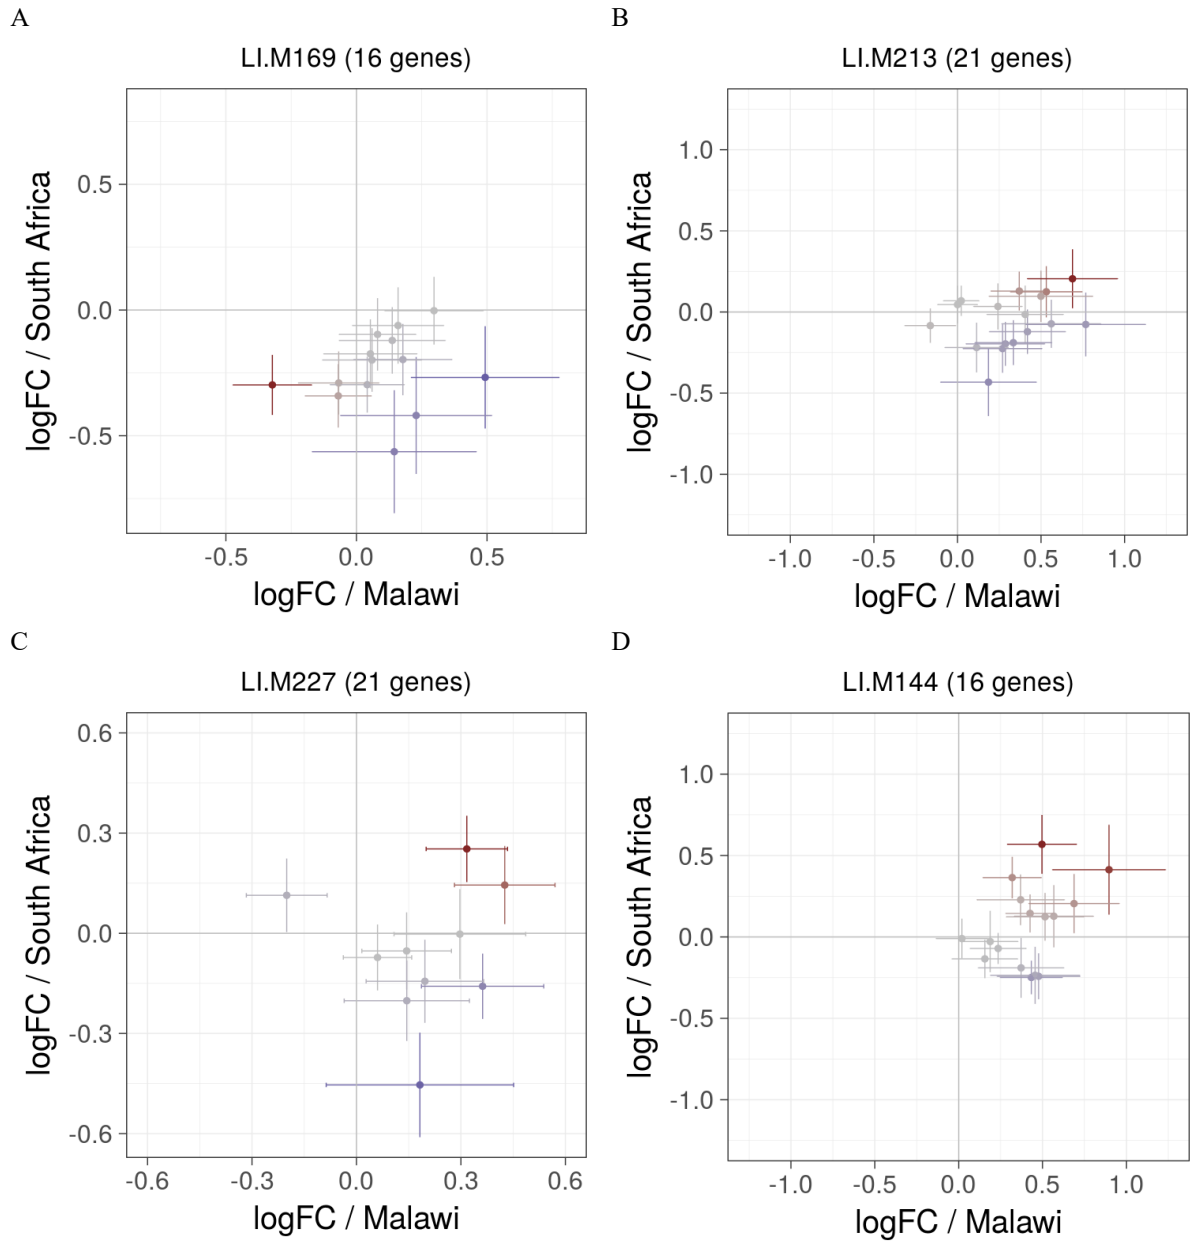 A
LI.M169 (16 genes)
logFC / South Africa
0.5
0.0
-0.5
-0.5
0.0
0.5
logFC / Malawi
B
LI.M213 (21 genes)
logFC / South Africa
1.0
0.5
0.0
-0.5
-1.0
-1.0
-0.5
0.0
0.5
1.0
logFC / Malawi
C
LI.M227 (21 genes)
logFC / South Africa
0.6
0.3
0.0
-0.3
-0.6
-0.6
-0.3
0.0
0.3
0.6
logFC / Malawi
D
LI.M144 (16 genes)
logFC / South Africa
1.0
0.5
0.0
-0.5
-1.0
-1.0
-0.5
0.0
0.5
1.0
logFC / Malawi